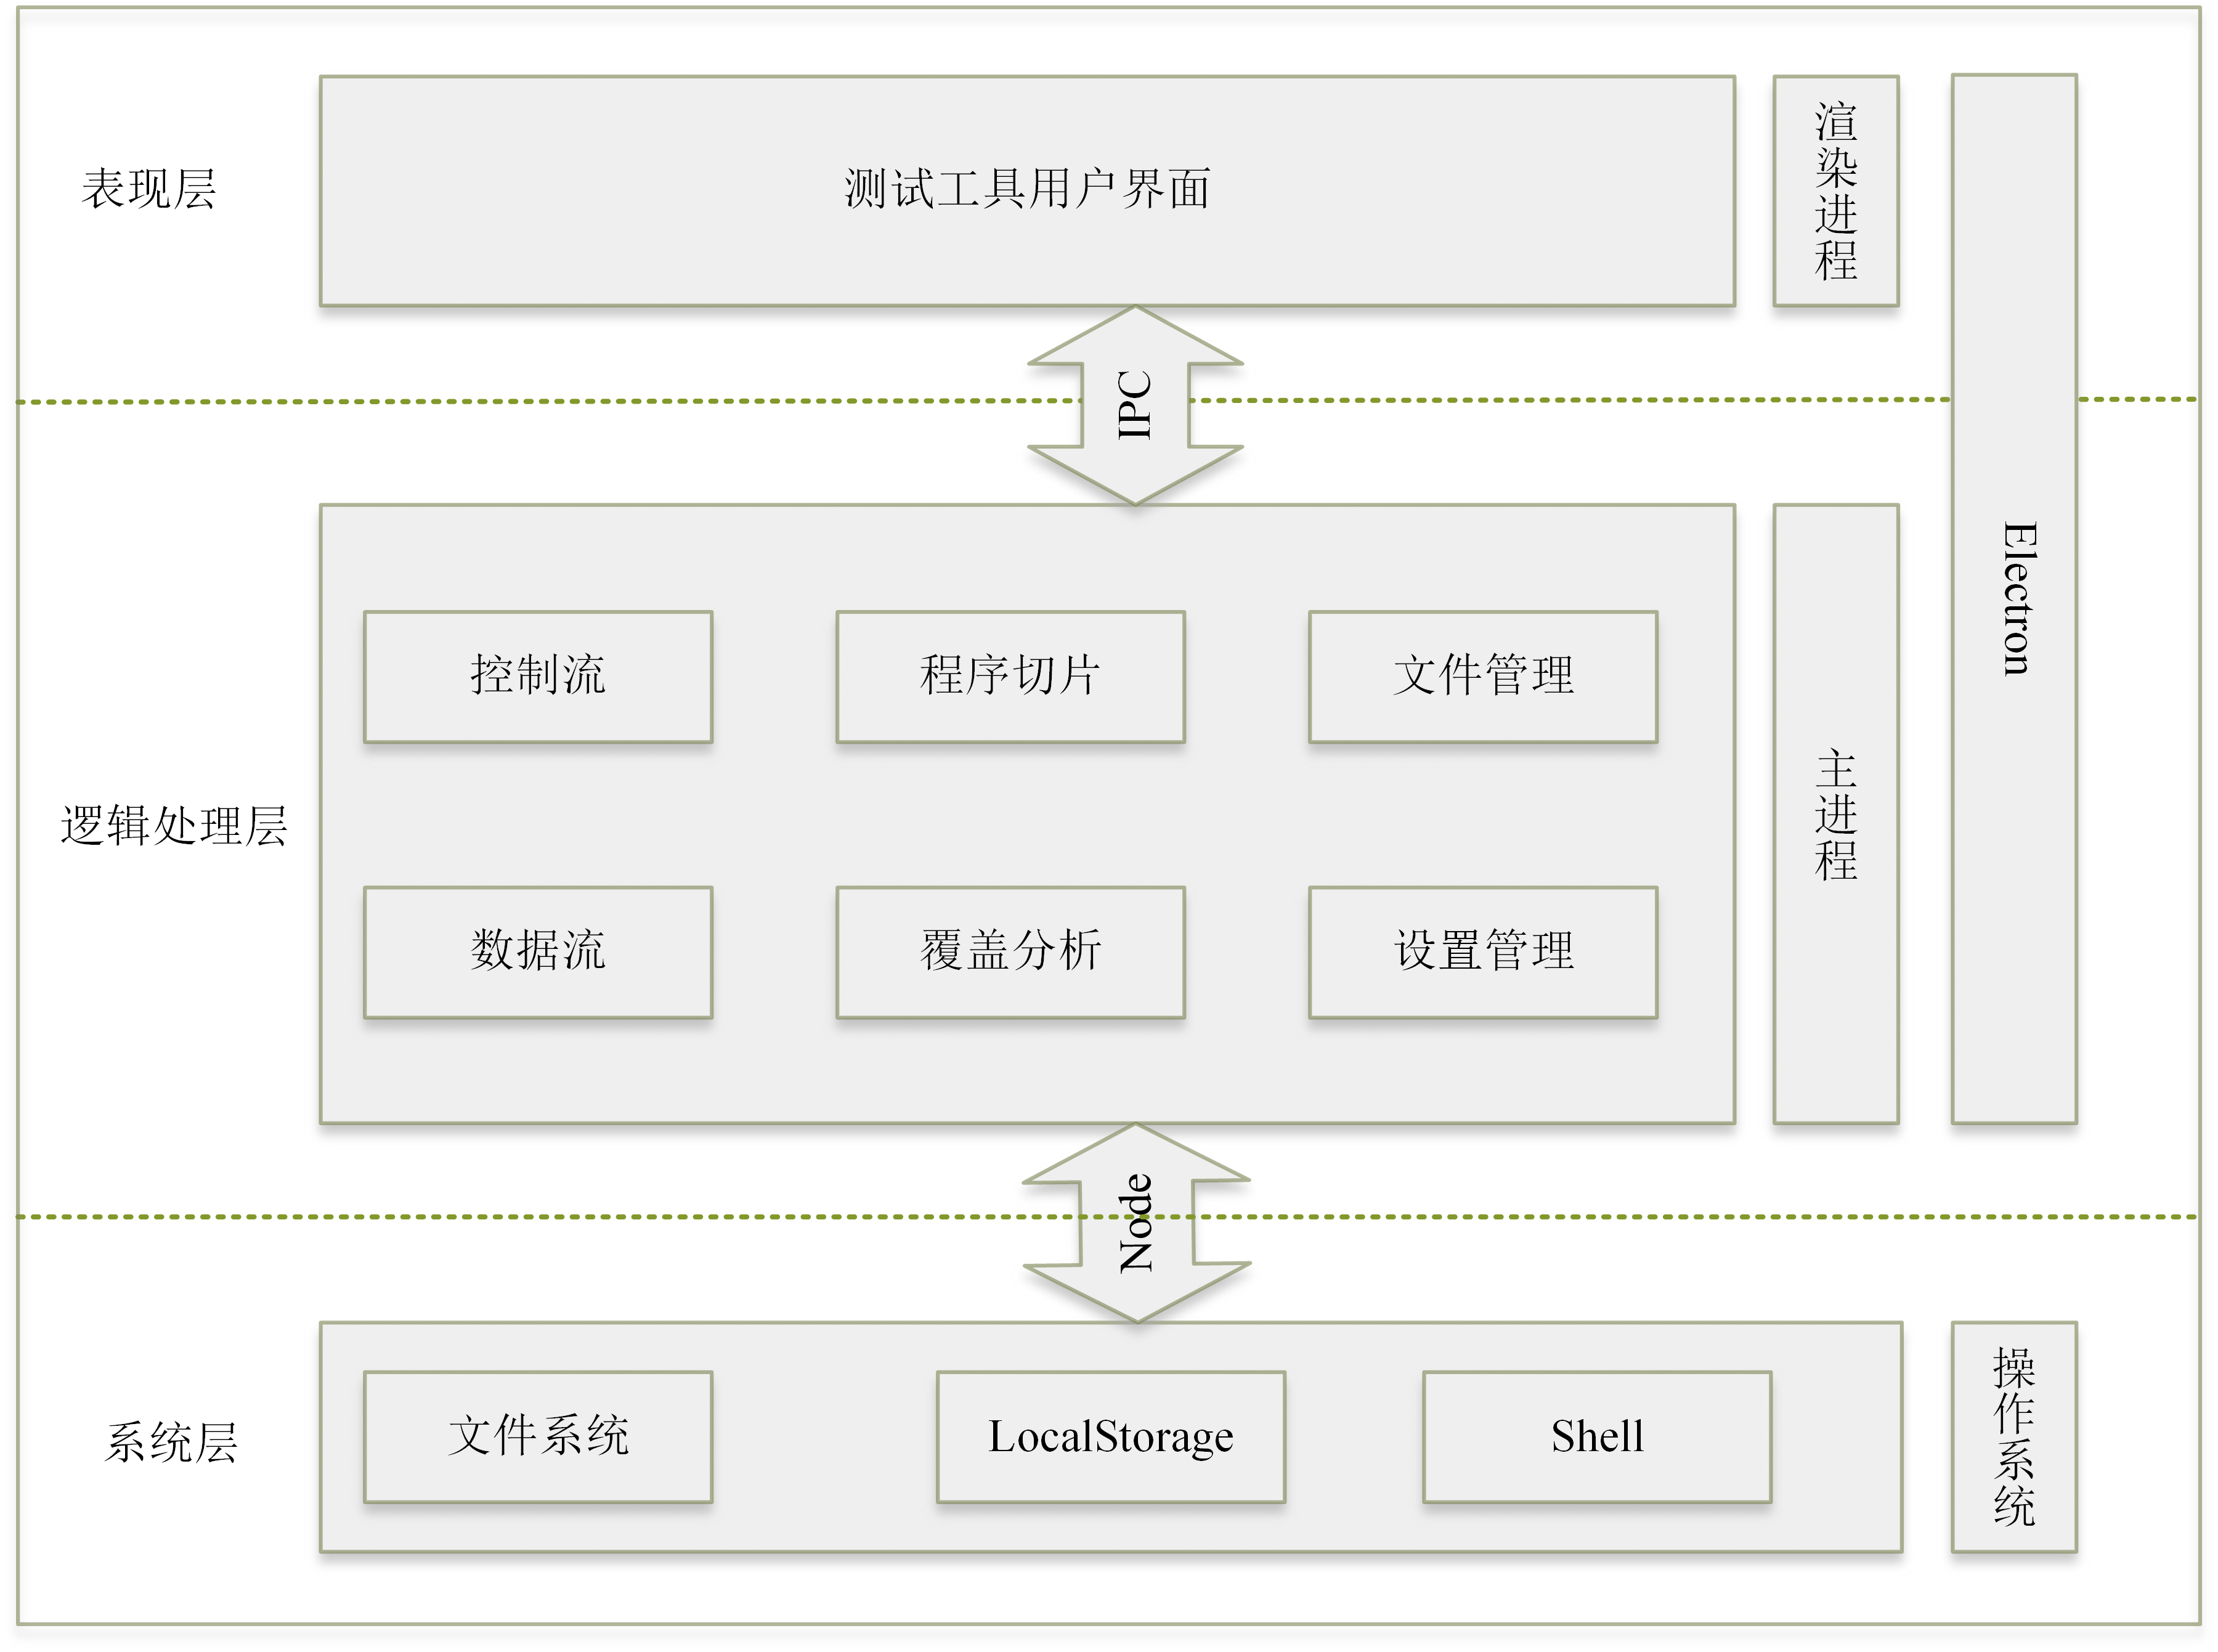 表现层
测试工具用户界面
渲染进程
Electron
IPC
逻辑处理层
控制流
程序切片
文件管理
数据流
覆盖分析
设置管理
主进程
Node
系统层
文件系统
LocalStorage
Shell
操作系统